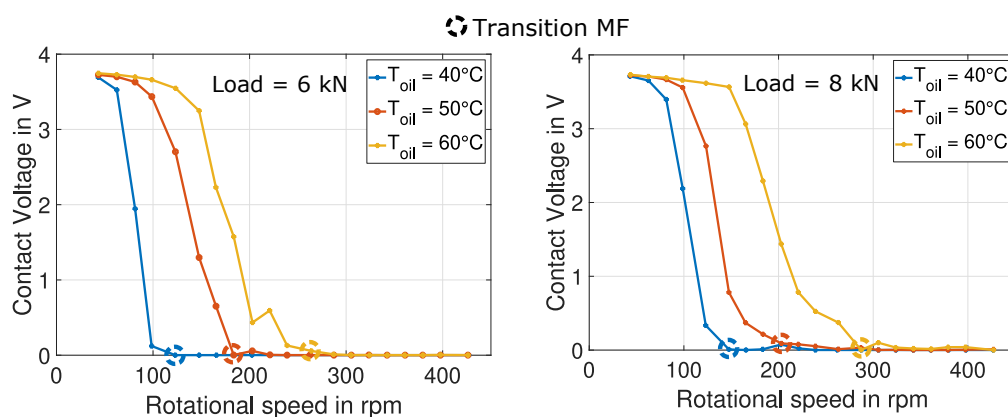 Transition MF
4
3
2
1
0
Contact Voltage in V
Load = 6 kN
T_oil = 40°C
T_oil = 50°C
T_oil = 60°C
0 100 200 300 400
Rotational speed in rpm
4
3
2
1
0
Contact Voltage in V
Load = 8 kN
T_oil = 40°C
T_oil = 50°C
T_oil = 60°C
0 100 200 300 400
Rotational speed in rpm